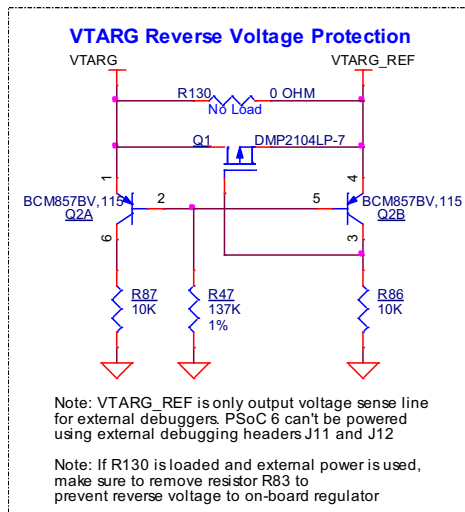 VTARG Reverse Voltage Protection
VTARG VTARG_REF
R130 0 OHM
No Load
Q1 DMP2104LP-7
1 4
BCM857BV,115 2 5 BCM857BV,115
Q2A Q2B
6 3
R87 R47 R86
10K 137K 10K
1%
Note: VTARG_REF is only output voltage sense line
for external debuggers. PSoC 6 can't be powered
using external debugging headers J11 and J12
Note: If R130 is loaded and external power is used,
make sure to remove resistor R83 to
prevent reverse voltage to on-board regulator